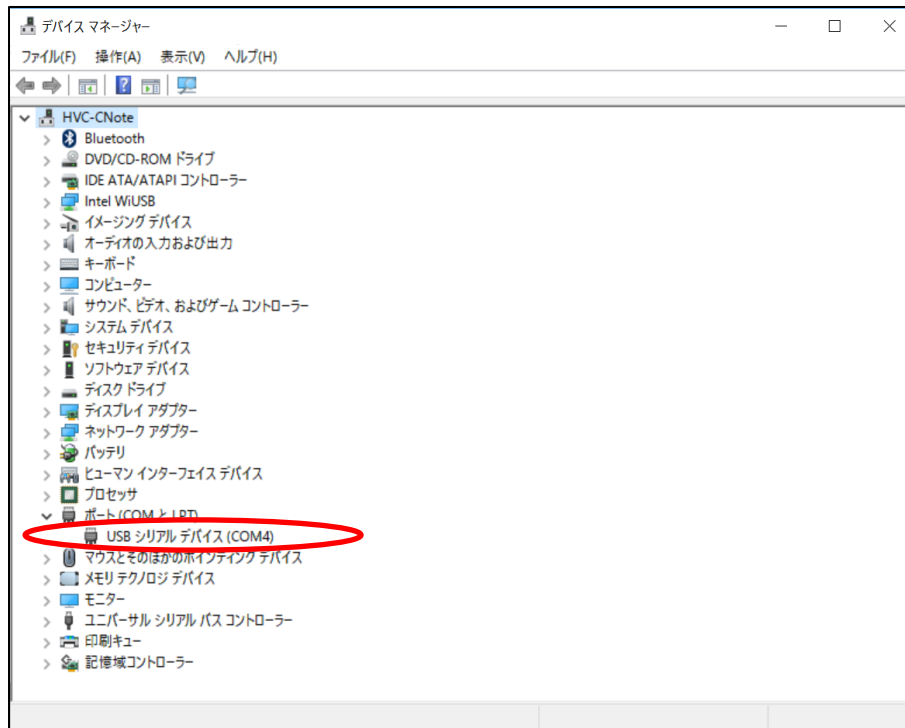 デバイス マネージャー
ファイル(F) 操作(A) 表示(V) ヘルプ(H)
HVC-CNote
Bluetooth
DVD/CD-ROM ドライブ
IDE ATA/ATAPI コントローラー
Intel WiUSB
イメージング デバイス
オーディオの入力および出力
キーボード
コンピューター
サウンド、ビデオ、およびゲーム コントローラー
システム デバイス
セキュリティ デバイス
ソフトウェア デバイス
ディスク ドライブ
ディスプレイ アダプター
ネットワーク アダプター
バッテリ
ヒューマン インターフェイス デバイス
プロセッサ
ポート (COM と LPT)
USB シリアル デバイス (COM4)
マウスとそのほかのポインティング デバイス
メモリ テクノロジ デバイス
モニター
ユニバーサル シリアル バス コントローラー
印刷キュー
記憶域コントローラー